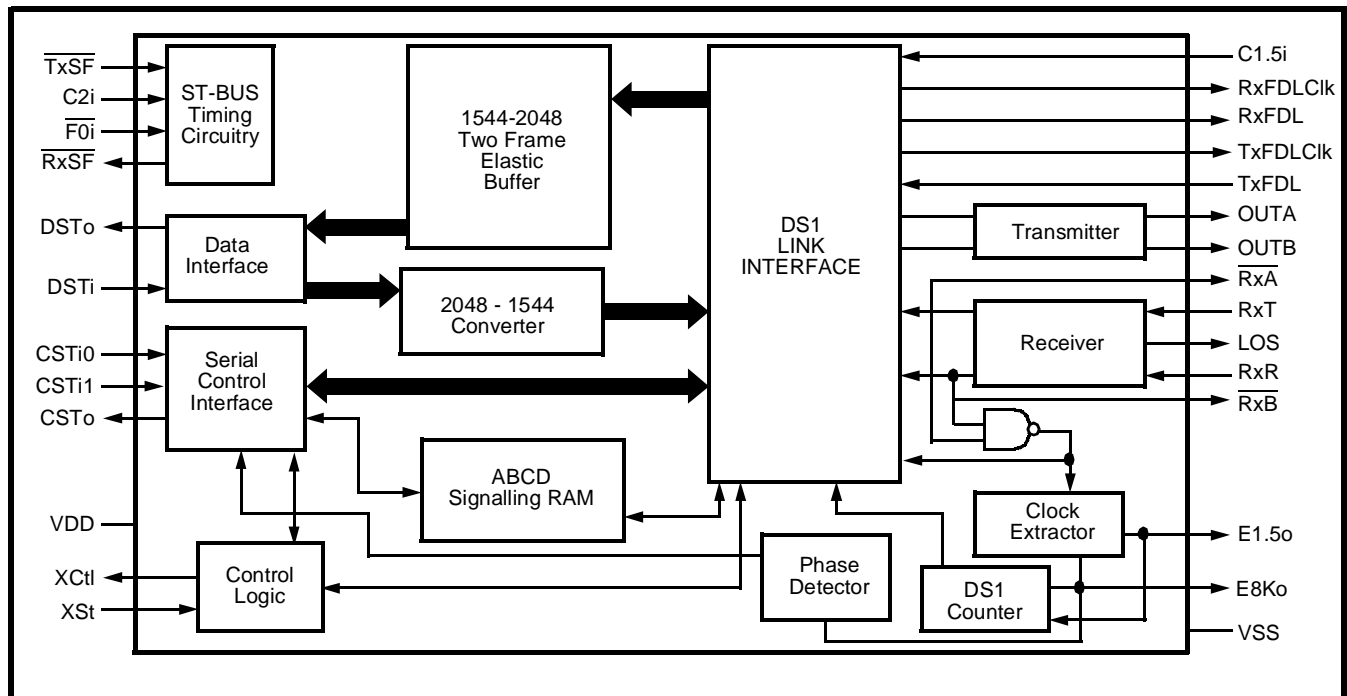 TxSF
C2i
F0i
RxSF
DSTo
DSTi
CSTi0
CSTi1
CSTo
VDD
XCtl
XSt
ST-BUS
Timing
Circuitry
Data
Interface
Serial
Control
Interface
Control
Logic
1544-2048
Two Frame
Elastic
Buffer
2048 - 1544
Converter
ABCD
Signalling RAM
DS1
LINK
INTERFACE
Phase
Detector
DS1
Counter
Clock
Extractor
Transmitter
Receiver
C1.5i
RxFDLClk
RxFDL
TxFDLClk
TxFDL
OUTA
OUTB
RxA
RxT
LOS
RxR
RxB
E1.5o
E8Ko
VSS